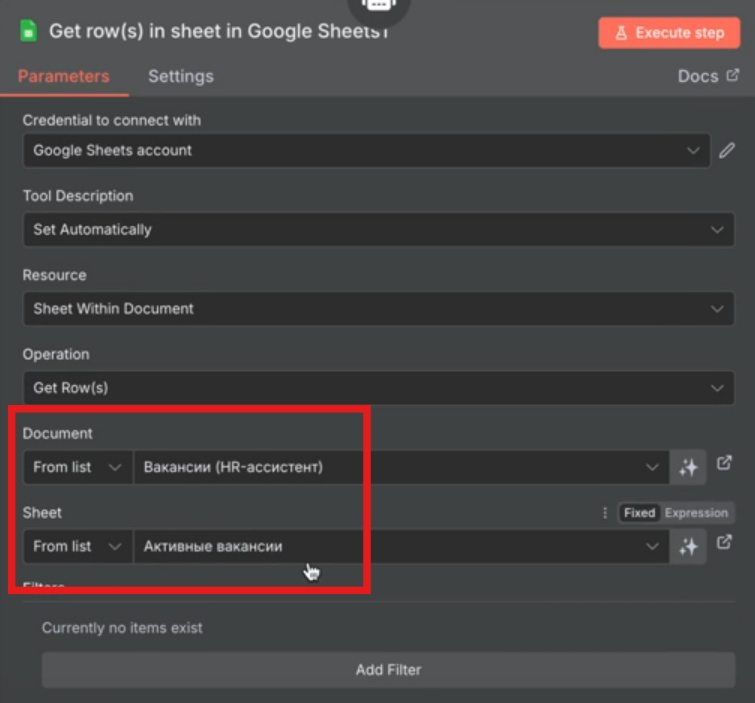 Get row(s) in sheet in Google Sheets1
Execute step
Parameters
Settings
Docs
Credential to connect with
Google Sheets account
Tool Description
Set Automatically
Resource
Sheet Within Document
Operation
Get Row(s)
Document
From list
Вакансии (HR-ассистент)
Sheet
Fixed
Expression
From list
Активные вакансии
Filters
Currently no items exist
Add Filter